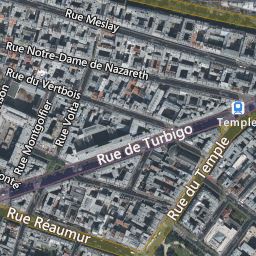 Rue Meslay
Rue Notre-Dame de Nazareth
Rue du Vertbois
Rue Montgolfier
Rue Volta
Temple
Rue de Turbigo
Rue du Temple
Rue Réaumur